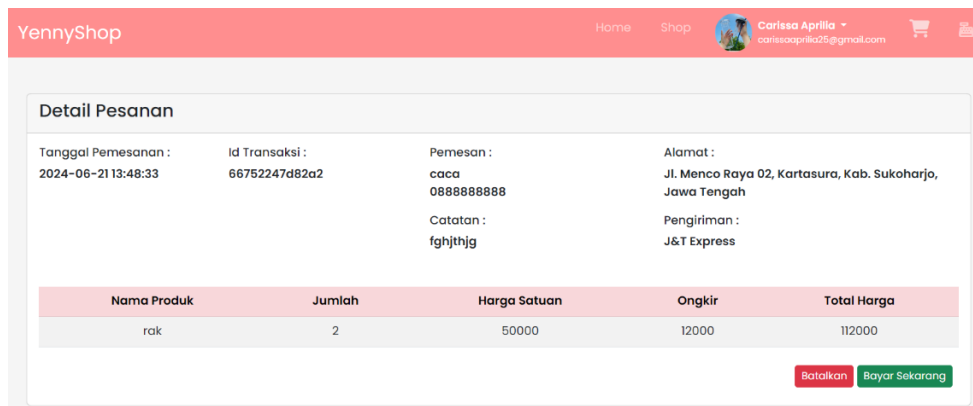 YennyShop
Home
Shop
Carissa Aprilia
carissaaprilia25@gmail.com
Detail Pesanan
Tanggal Pemesanan :
2024-06-21 13:48:33
Id Transaksi :
66752247d82a2
Pemesan :
caca
0888888888
Catatan :
fghjthjg
Alamat :
Jl. Menco Raya 02, Kartasura, Kab. Sukoharjo,
Jawa Tengah
Pengiriman :
J&T Express
Nama Produk Jumlah Harga Satuan Ongkir Total Harga
rak 2 50000 12000 112000
Batalkan Bayar Sekarang